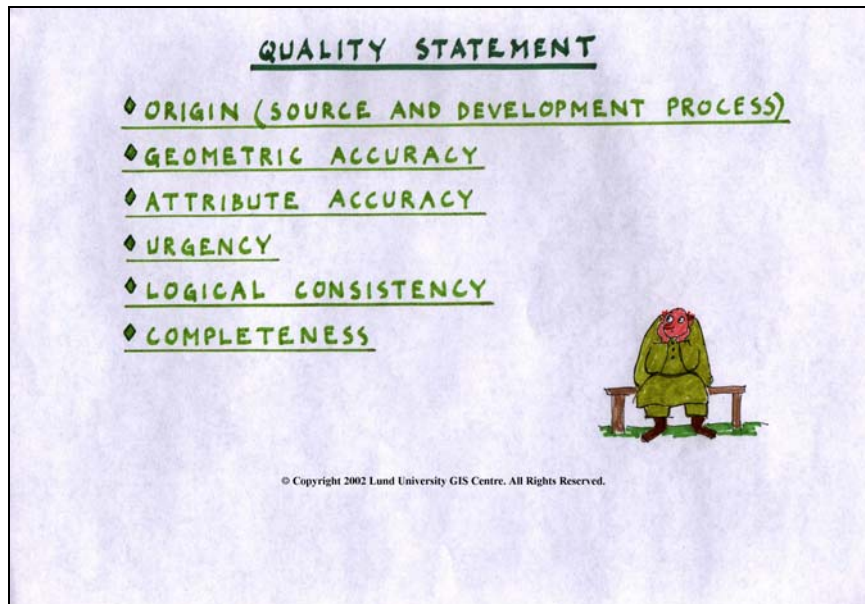 QUALITY STATEMENT
♦ ORIGIN (SOURCE AND DEVELOPMENT PROCESS)
♦ GEOMETRIC ACCURACY
♦ ATTRIBUTE ACCURACY
♦ URGENCY
♦ LOGICAL CONSISTENCY
♦ COMPLETENESS
© Copyright 2002 Lund University GIS Centre. All Rights Reserved.